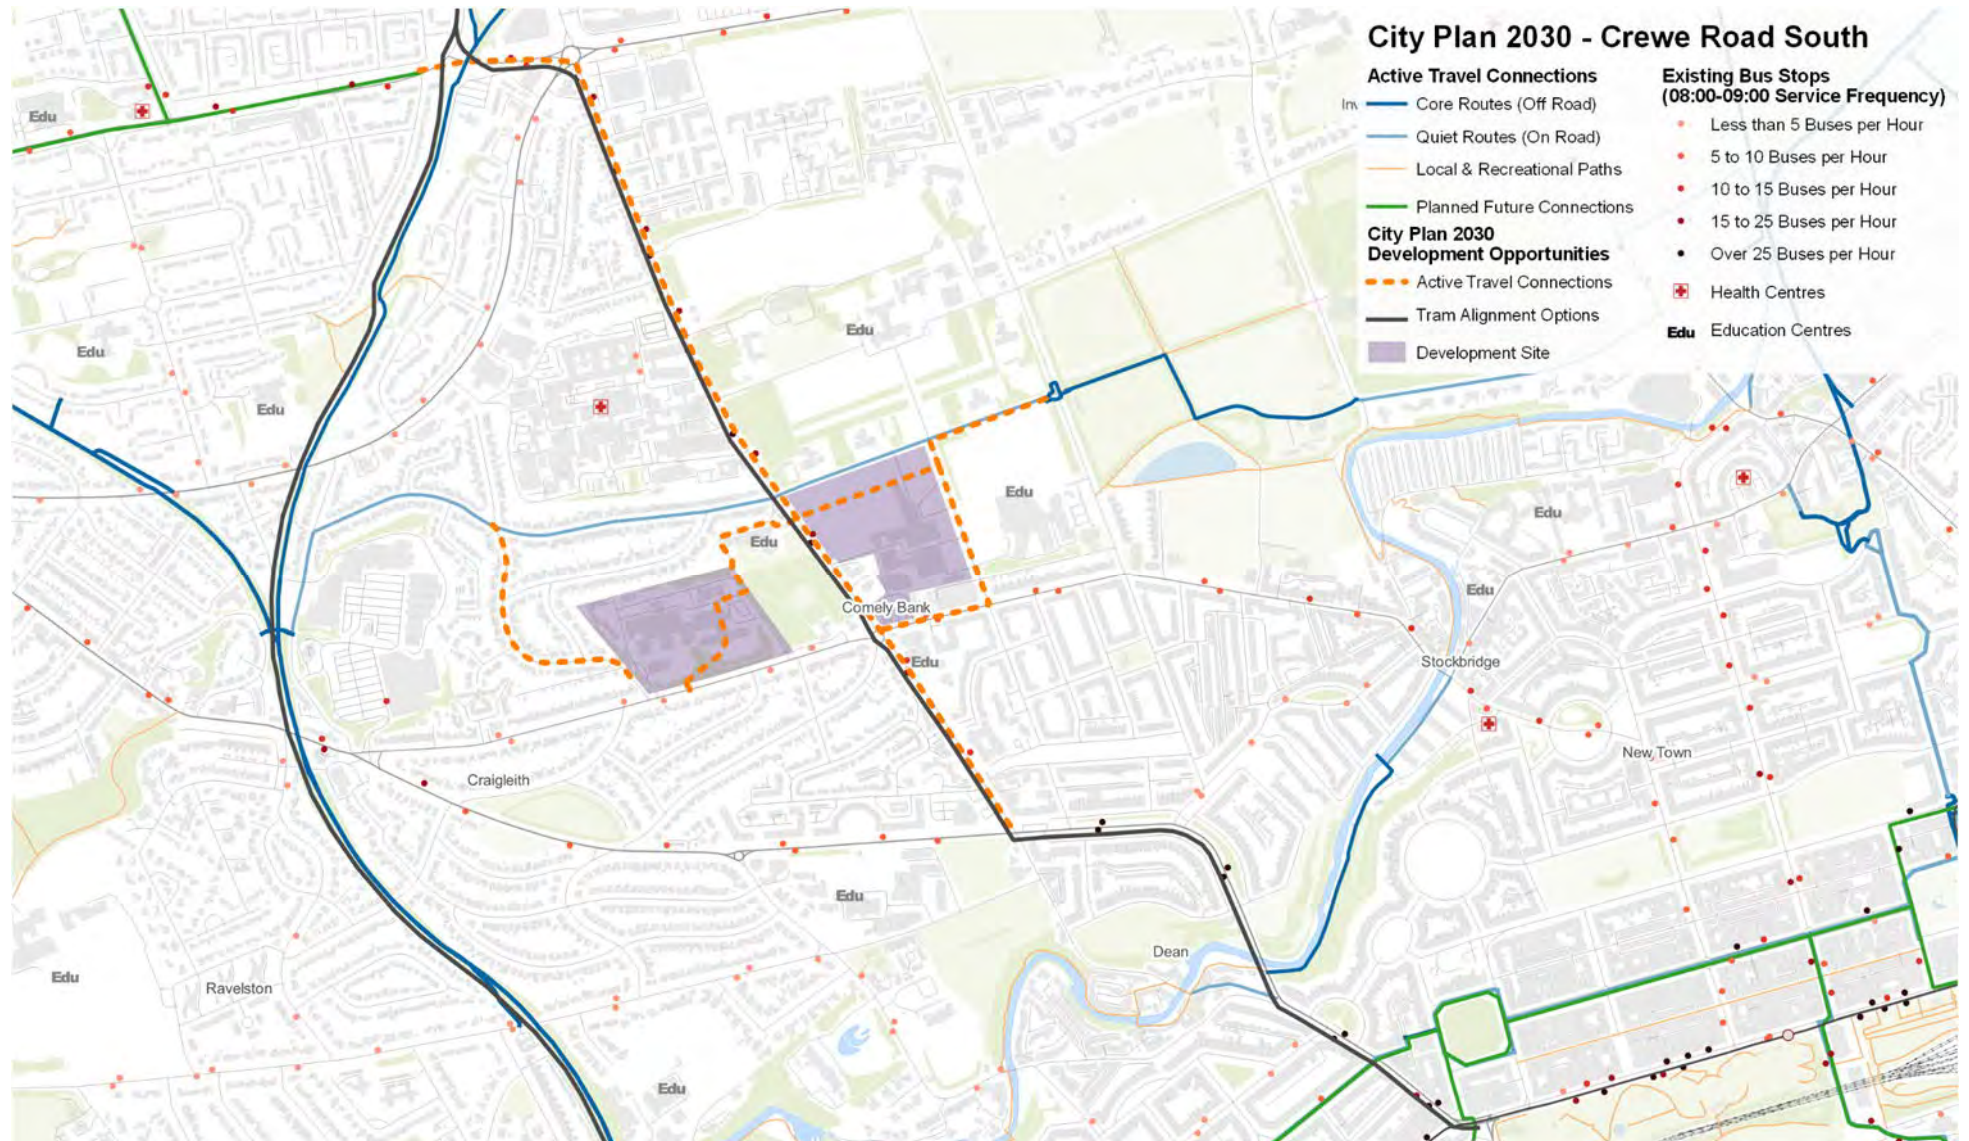 City Plan 2030 - Crewe Road South
Active Travel Connections
Core Routes (Off Road)
Quiet Routes (On Road)
Local & Recreational Paths
Planned Future Connections
City Plan 2030
Development Opportunities
Active Travel Connections
Tram Alignment Options
Development Site
Existing Bus Stops
(08:00-09:00 Service Frequency)
Less than 5 Buses per Hour
5 to 10 Buses per Hour
10 to 15 Buses per Hour
15 to 25 Buses per Hour
Over 25 Buses per Hour
Health Centres
Edu Education Centres
Edu
Edu
Edu
Edu
Edu
Edu
Edu
Edu
Comely Bank
Edu
Edu
Stockbridge
New Town
Craigleith
Edu
Dean
Edu
Ravelston
Edu